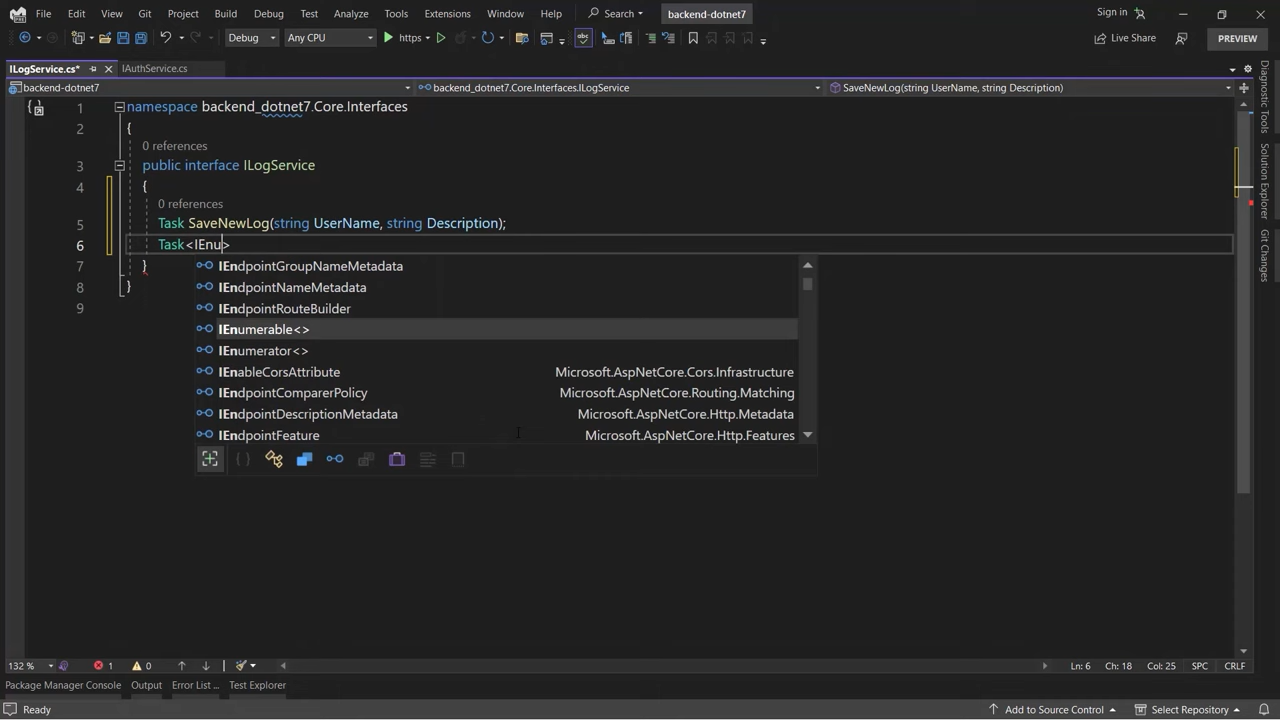 File Edit View Git Project Build Debug Test Analyze Tools Extensions Window Help Search backend-dotnet7 Sign in
Debug Any CPU https Live Share PREVIEW
ILogService.cs* IAuthService.cs
backend-dotnet7 backend_dotnet7.Core.Interfaces.ILogService SaveNewLog(string UserName, string Description)
1 namespace backend_dotnet7.Core.Interfaces
2 {
0 references
3 public interface ILogService
4 {
0 references
5 Task SaveNewLog(string UserName, string Description);
6 Task<IEnu>
7 }
8 }
9
IEndpointGroupNameMetadata
IEndpointNameMetadata
IEndpointRouteBuilder
IEnumerable<>
IEnumerator<>
IEnableCorsAttribute Microsoft.AspNetCore.Cors.Infrastructure
IEndpointComparerPolicy Microsoft.AspNetCore.Routing.Matching
IEndpointDescriptionMetadata Microsoft.AspNetCore.Http.Metadata
IEndpointFeature Microsoft.AspNetCore.Http.Features
Diagnostic Tools
Solution Explorer
Git Changes
132 % 1 0 Ln: 6 Ch: 18 Col: 25 SPC CRLF
Package Manager Console Output Error List ... Test Explorer
Ready Add to Source Control Select Repository